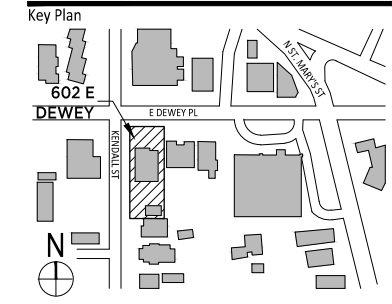 Key Plan
N ST. MARY'S ST
602 E
DEWEY
E DEWEY PL
KENDALL ST
N